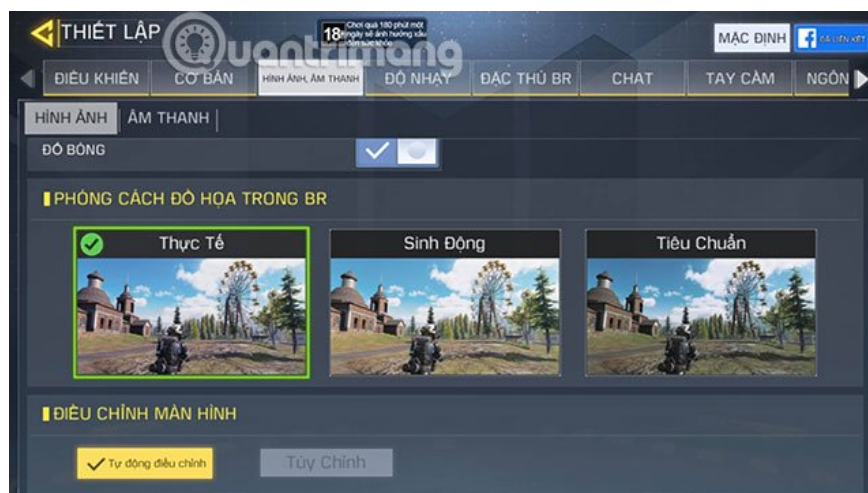 THIẾT LẬP
18+
Chơi quá 180 phút một
ngày sẽ ảnh hưởng xấu
đến sức khỏe
Quantrimang
MẶC ĐỊNH
ĐÃ LIÊN KẾT
ĐIỀU KHIỂN
CƠ BẢN
HÌNH ẢNH, ÂM THANH
ĐỘ NHẠY
ĐẶC THÙ BR
CHAT
TAY CẦM
NGÔN
HÌNH ẢNH
ÂM THANH
ĐỔ BÓNG
PHONG CÁCH ĐỒ HỌA TRONG BR
Thực Tế
Sinh Động
Tiêu Chuẩn
ĐIỀU CHỈNH MÀN HÌNH
Tự động điều chỉnh
Tùy Chỉnh